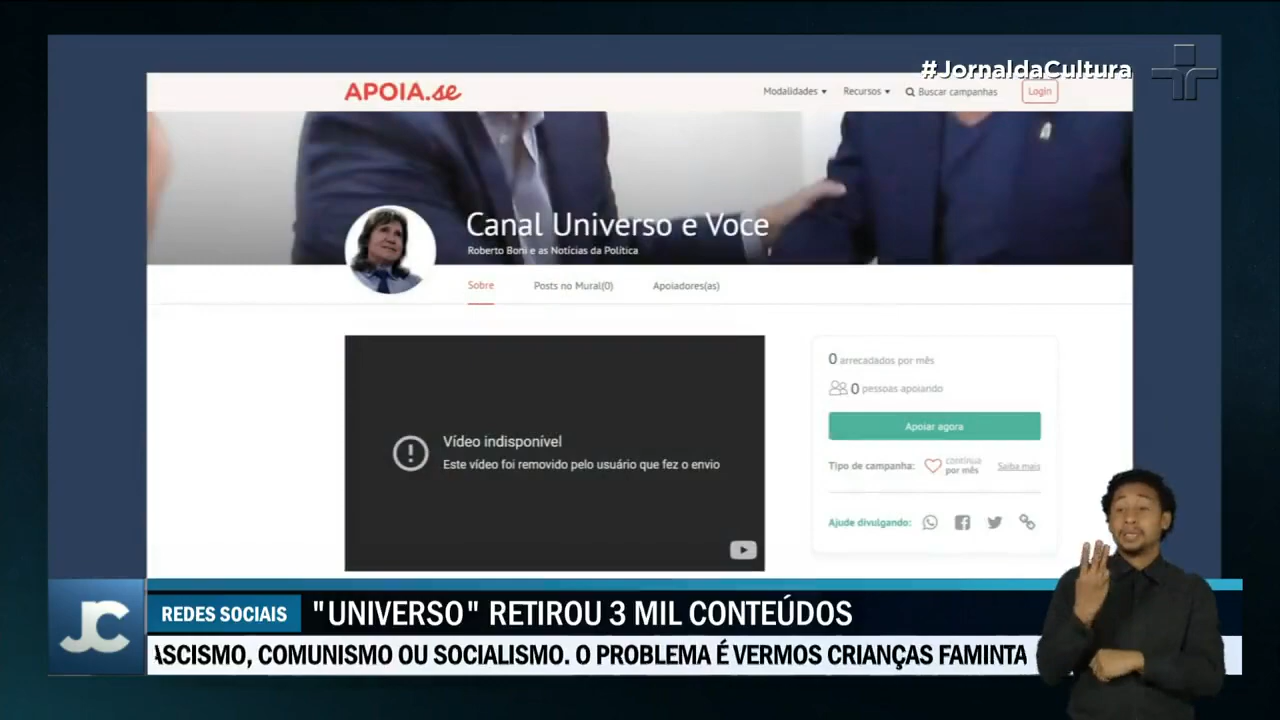 #JornaldaCultura
APOIA.se
Modalidades
Recursos
Buscar campanhas
Login
Canal Universo e Voce
Roberto Boni e as Notícias da Política
Sobre
Posts no Mural(0)
Apoiadores(as)
Vídeo indisponível
Este vídeo foi removido pelo usuário que fez o envio
0 arrecadados por mês
0 pessoas apoiando
Apoiar agora
Tipo de campanha:
contínua
por mês
Saiba mais
Ajude divulgando:
JC
REDES SOCIAIS
"UNIVERSO" RETIROU 3 MIL CONTEÚDOS
ASCISMO, COMUNISMO OU SOCIALISMO. O PROBLEMA É VERMOS CRIANÇAS FAMINTA